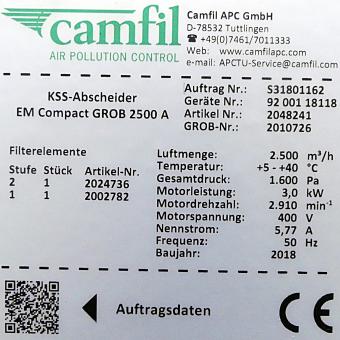 camfil
AIR POLLUTION CONTROL
Camfil APC GmbH
D-78532 Tuttlingen
☎ +49(0)7461/7011333
Web: www.camfilapc.com
e-mail: APCTU-Service@camfil.com
KSS-Abscheider
EM Compact GROB 2500 A
Auftrag Nr.: S31801162
Geräte Nr.: 92 001 18118
Artikel Nr.: 2048241
GROB-Nr.: 2010726
Filterelemente
Stufe Stück Artikel-Nr.
2 1 2024736
1 1 2002782
Luftmenge: 2.500 m³/h
Temperatur: +5 - +40 °C
Gesamtdruck: 1.600 Pa
Motorleistung: 3,0 kW
Motordrehzahl: 2.910 min⁻¹
Motorspannung: 400 V
Nennstrom: 5,77 A
Frequenz: 50 Hz
Baujahr: 2018
Auftragsdaten
CE